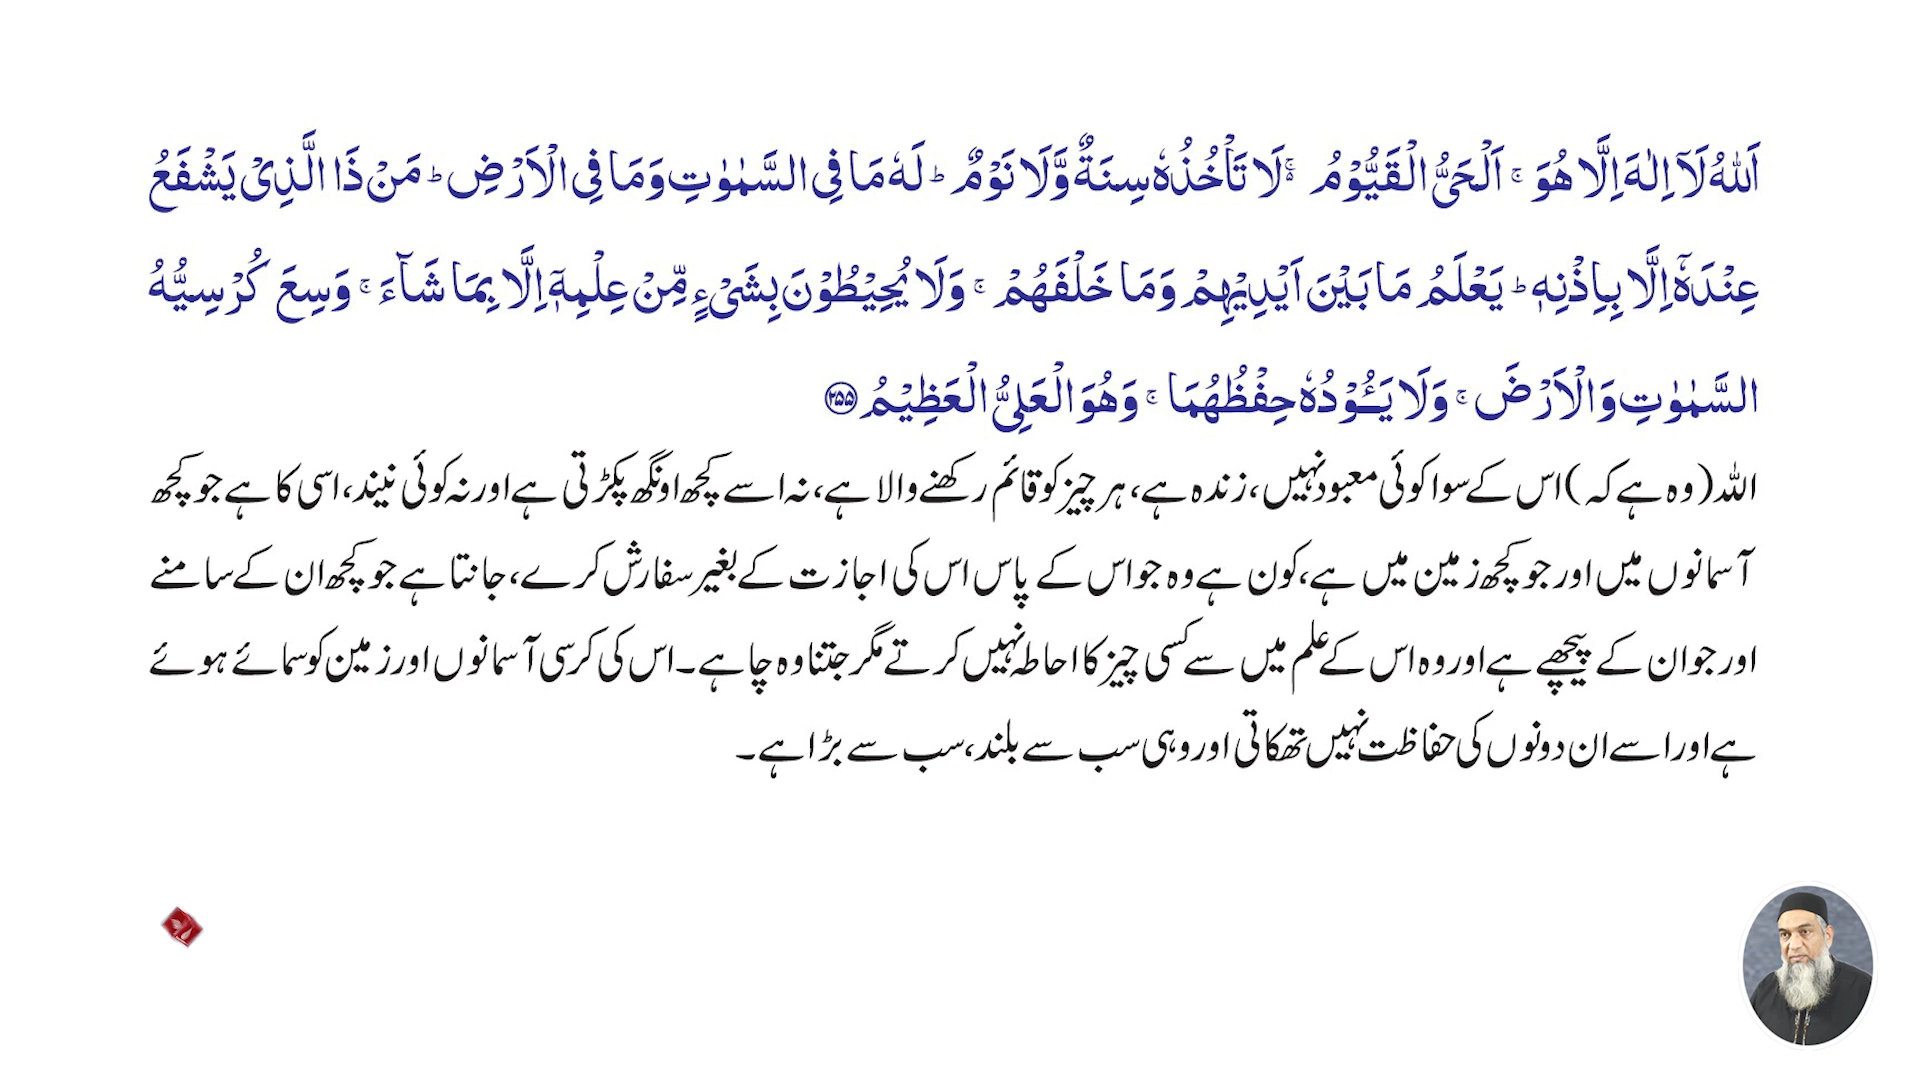 اَللّٰهُ لَاۤ اِلٰهَ اِلَّا هُوَ ۚ اَلْحَیُّ الْقَیُّوْمُ ۚ۬ لَا تَاْخُذُهٗ سِنَةٌ وَّلَا نَوْمٌ ؕ لَهٗ مَا فِی السَّمٰوٰتِ وَمَا فِی الْاَرْضِ ؕ مَنْ ذَا الَّذِیْ یَشْفَعُ
عِنْدَهٗۤ اِلَّا بِاِذْنِهٖ ؕ یَعْلَمُ مَا بَیْنَ اَیْدِیْهِمْ وَمَا خَلْفَهُمْ ۚ وَلَا یُحِیْطُوْنَ بِشَیْءٍ مِّنْ عِلْمِهٖۤ اِلَّا بِمَا شَآءَ ۚ وَسِعَ كُرْسِیُّهُ
السَّمٰوٰتِ وَالْاَرْضَ ۚ وَلَا یَـُٔوْدُهٗ حِفْظُهُمَا ۚ وَهُوَ الْعَلِیُّ الْعَظِیْمُ ﴿۲۵۵﴾
اللہ (وہ ہے کہ) اس کے سوا کوئی معبود نہیں، زندہ ہے، ہر چیز کو قائم رکھنے والا ہے، نہ اسے کچھ اونگھ پکڑتی ہے اور نہ کوئی نیند، اسی کا ہے جو کچھ
آسمانوں میں اور جو کچھ زمین میں ہے، کون ہے وہ جو اس کے پاس اس کی اجازت کے بغیر سفارش کرے، جانتا ہے جو کچھ ان کے سامنے
اور جو ان کے پیچھے ہے اور وہ اس کے علم میں سے کسی چیز کا احاطہ نہیں کرتے مگر جتنا وہ چاہے۔ اس کی کرسی آسمانوں اور زمین کو سمائے ہوئے
ہے اور اسے ان دونوں کی حفاظت نہیں تھکاتی اور وہی سب سے بلند، سب سے بڑا ہے۔